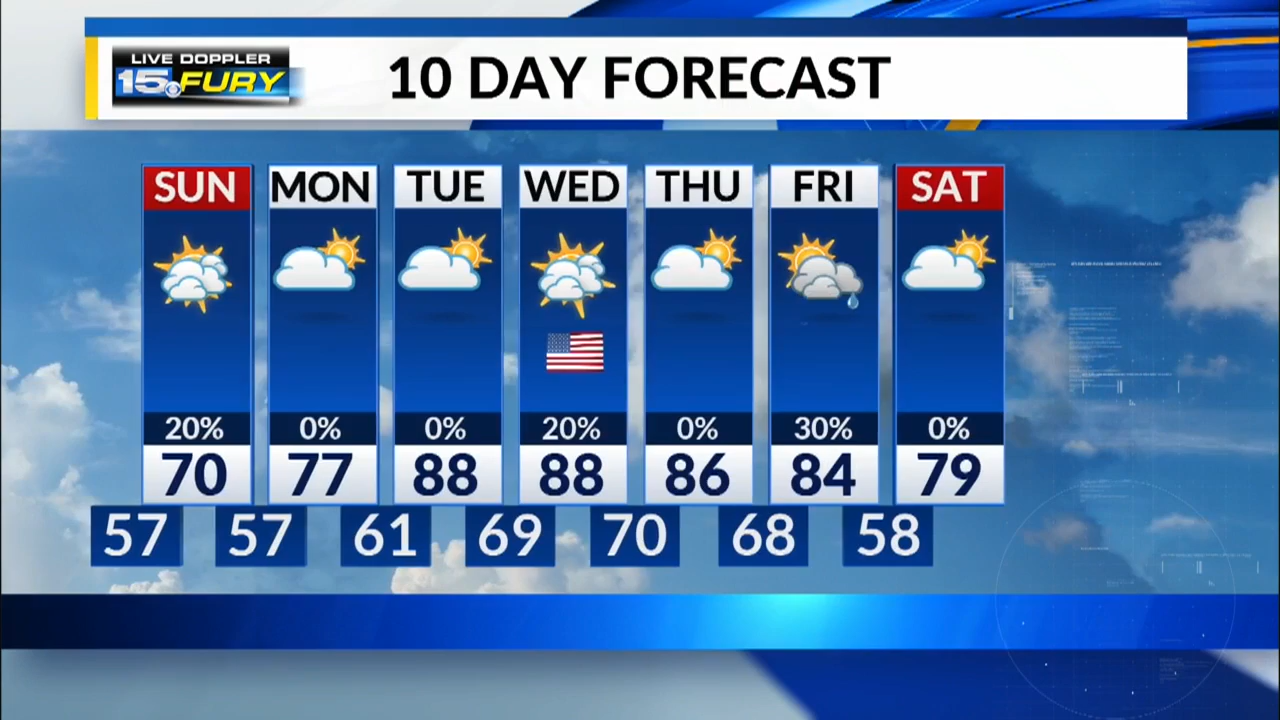 LIVE DOPPLER
15 FURY
10 DAY FORECAST
SUN MON TUE WED THU FRI SAT
20% 0% 0% 20% 0% 30% 0%
70 77 88 88 86 84 79
57 57 61 69 70 68 58